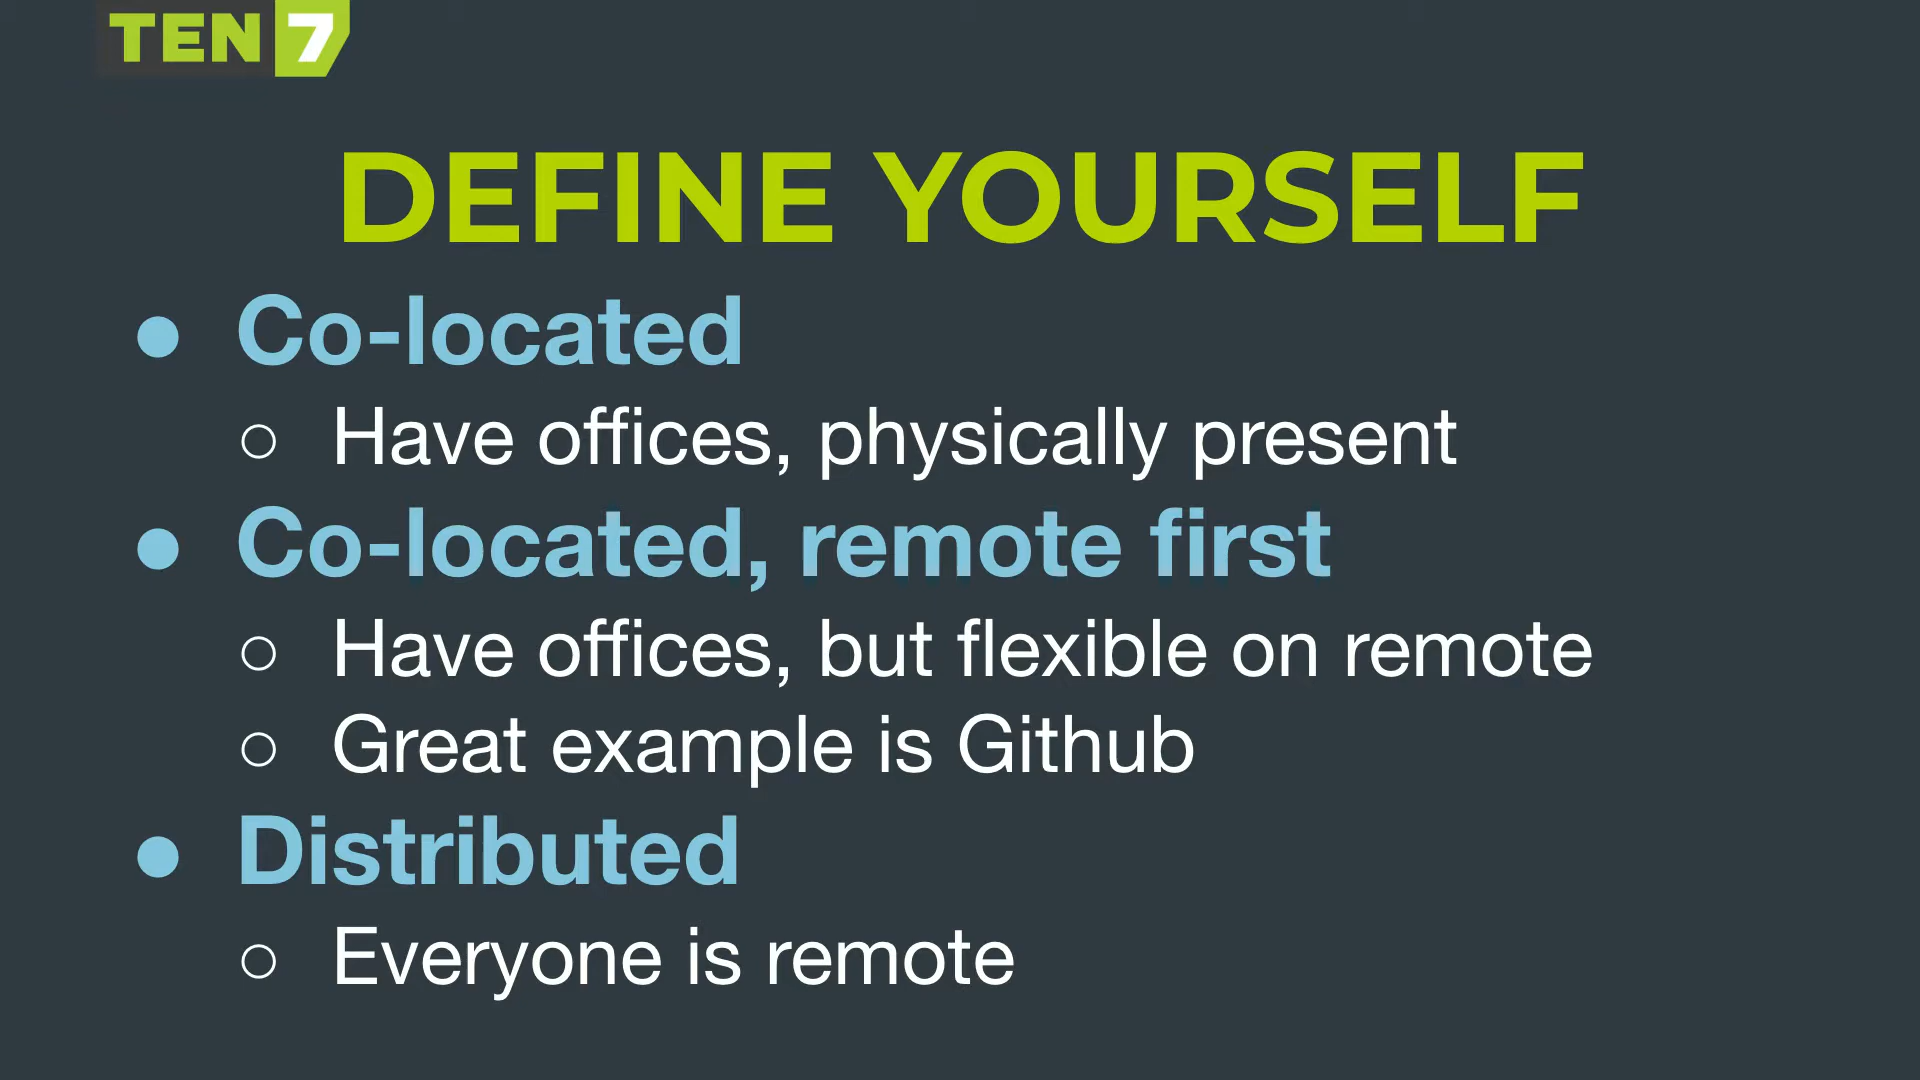 TEN 7
DEFINE YOURSELF
● Co-located
○ Have offices, physically present
● Co-located, remote first
○ Have offices, but flexible on remote
○ Great example is Github
● Distributed
○ Everyone is remote